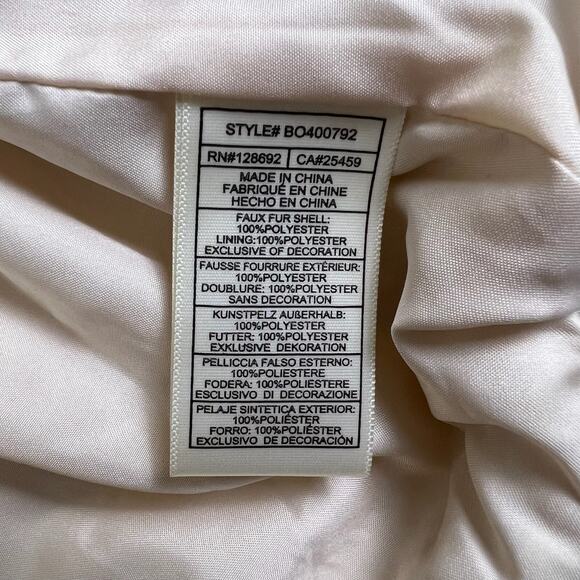 STYLE# BO400792
RN#128692 CA#25459
MADE IN CHINA
FABRIQUÉ EN CHINE
HECHO EN CHINA
FAUX FUR SHELL:
100%POLYESTER
LINING:100%POLYESTER
EXCLUSIVE OF DECORATION
FAUSSE FOURRURE EXTÉRIEUR:
100%POLYESTER
DOUBLURE: 100%POLYESTER
SANS DECORATION
KUNSTPELZ AUßERHALB:
100%POLYESTER
FUTTER: 100%POLYESTER
EXKLUSIVE DEKORATION
PELLICCIA FALSO ESTERNO:
100%POLIESTERE
FODERA: 100%POLIESTERE
ESCLUSIVO DI DECORAZIONE
PELAJE SINTETICA EXTERIOR:
100%POLIÉSTER
FORRO: 100%POLIÉSTER
EXCLUSIVO DE DECORACIÓN